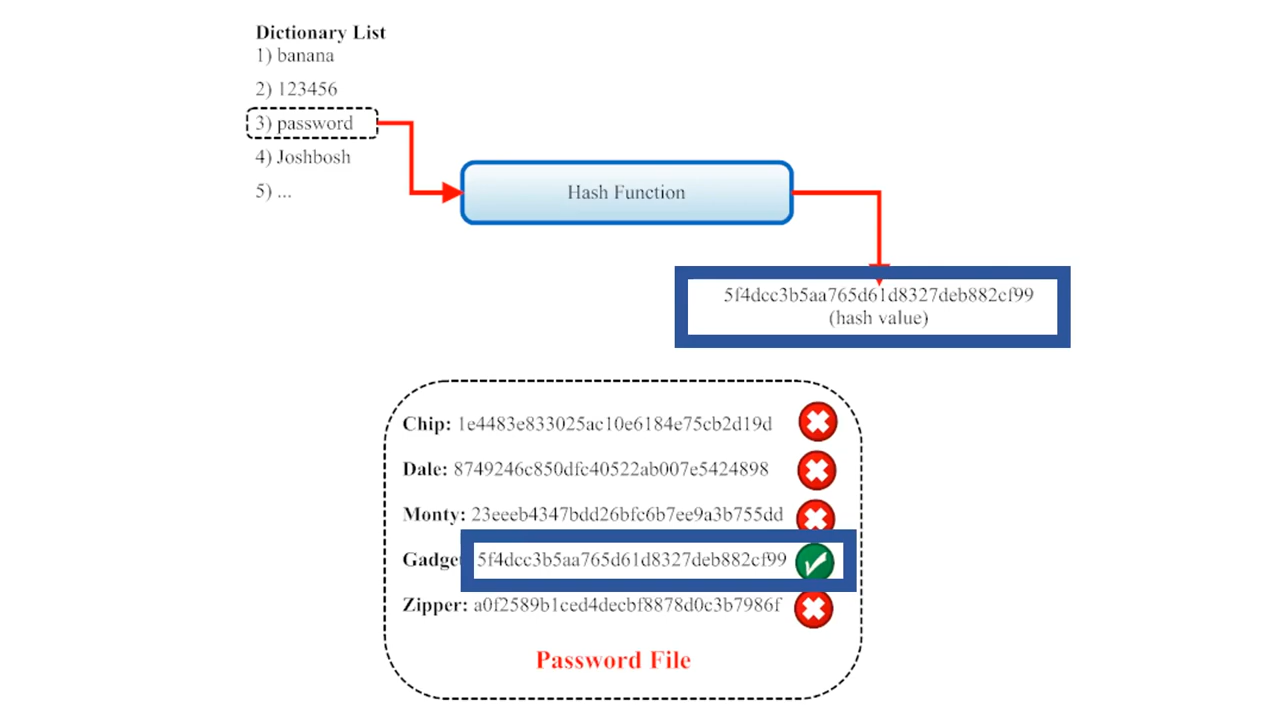 Dictionary List
1) banana
2) 123456
3) password
4) Joshbosh
5) ...
Hash Function
5f4dcc3b5aa765d61d8327deb882cf99
(hash value)
Chip: 1e4483e833025ac10e6184e75cb2d19d
Dale: 8749246c850dfc40522ab007e5424898
Monty: 23eeeb4347bdd26bfc6b7ee9a3b755dd
Gadge 5f4dcc3b5aa765d61d8327deb882cf99
Zipper: a0f2589b1ced4decbf8878d0c3b7986f
Password File